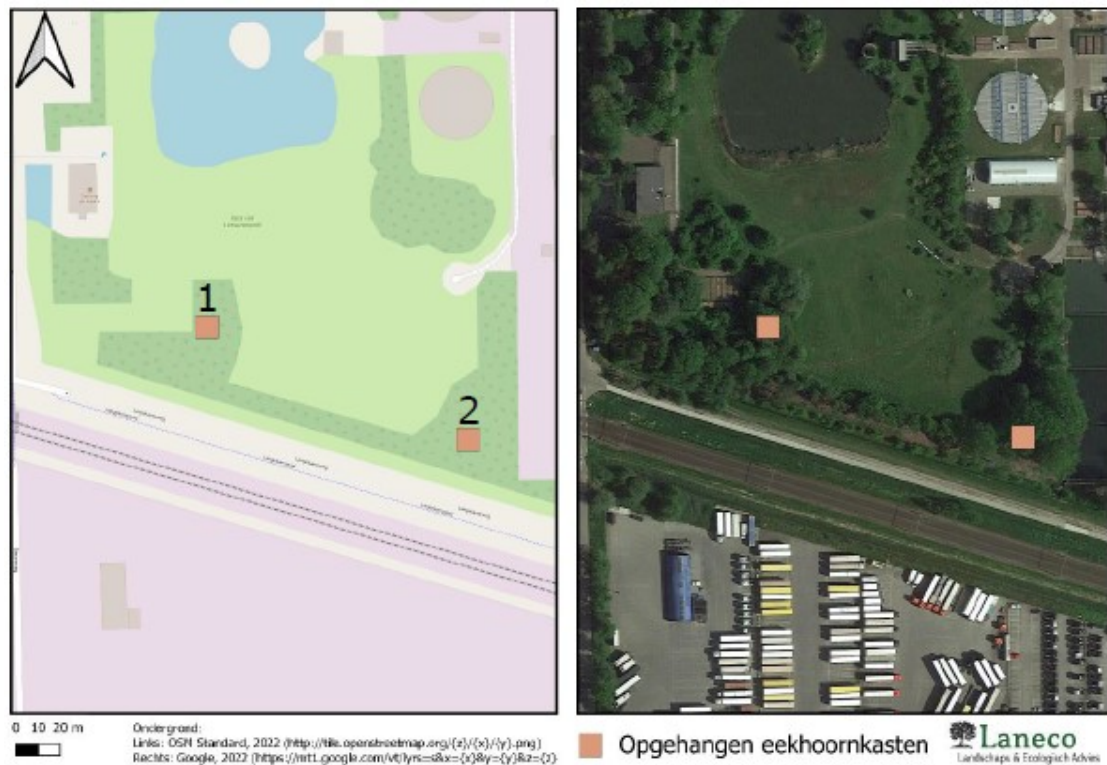 P
1
2
0 10 20 m
Ondergrond:
Links: OSM Standard, 2022 (http://tile.openstreetmap.org/{z}/{x}/{y}.png)
Rechts: Google, 2022 (https://mt1.google.com/vt/lyrs=s&x={x}&y={y}&z={z}
Opgehangen eekhoornkasten
Laneco
Landschaps & Ecologisch Advies